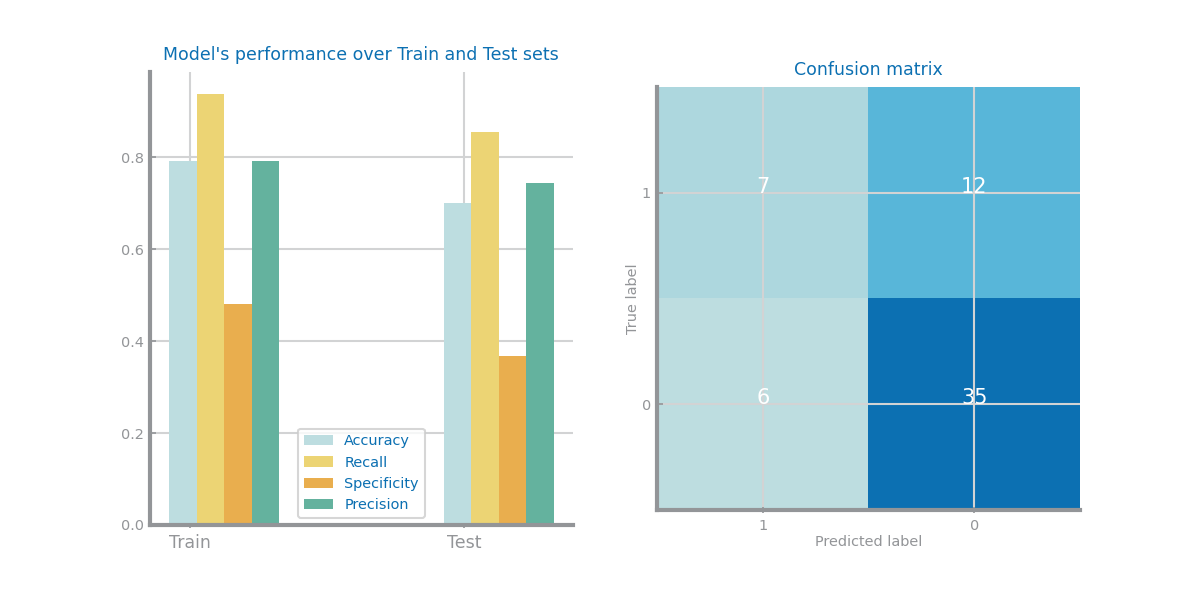 Model's performance over Train and Test sets
0.8
0.6
0.4
0.2
0.0
Train
Test
Accuracy
Recall
Specificity
Precision
Confusion matrix
True label
1
0
7
12
6
35
1
0
Predicted label